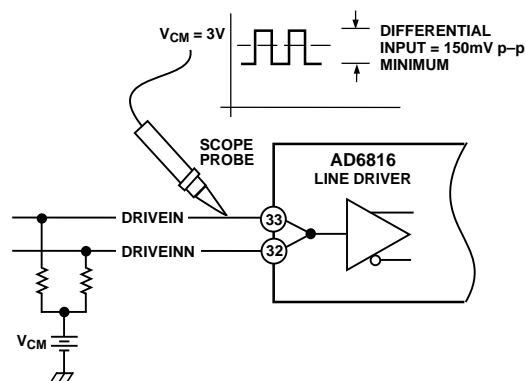 V_CM = 3V
DIFFERENTIAL
INPUT = 150mV p–p
MINIMUM
SCOPE
PROBE
AD6816
LINE DRIVER
DRIVEIN
33
DRIVEINN
32
V_CM